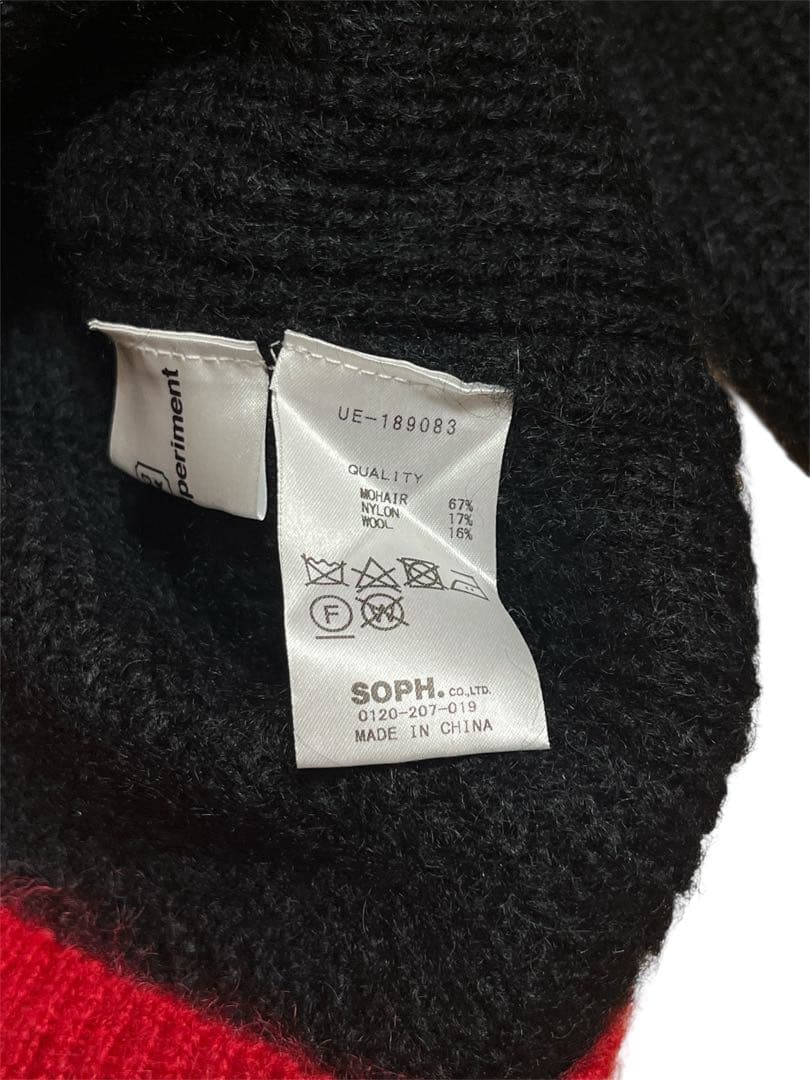 periment
UE-189083
QUALITY
MOHAIR 67%
NYLON 17%
WOOL 16%
F
W
SOPH. CO.,LTD.
0120-207-019
MADE IN CHINA